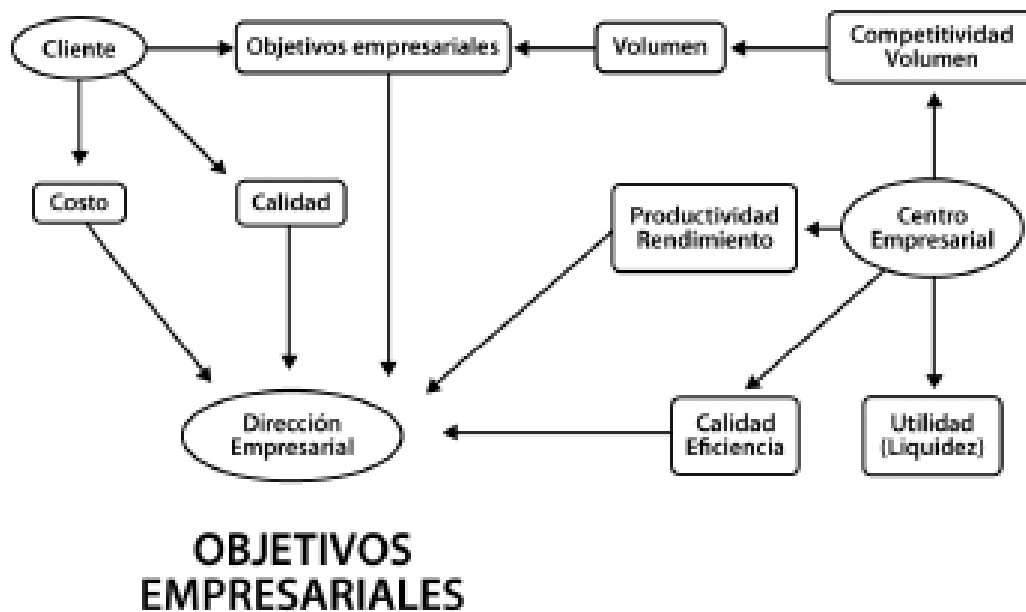 Cliente
Objetivos empresariales
Volumen
Competitividad
Volumen
Costo
Calidad
Productividad
Rendimiento
Centro
Empresarial
Dirección
Empresarial
Calidad
Eficiencia
Utilidad
(Liquidez)
OBJETIVOS
EMPRESARIALES